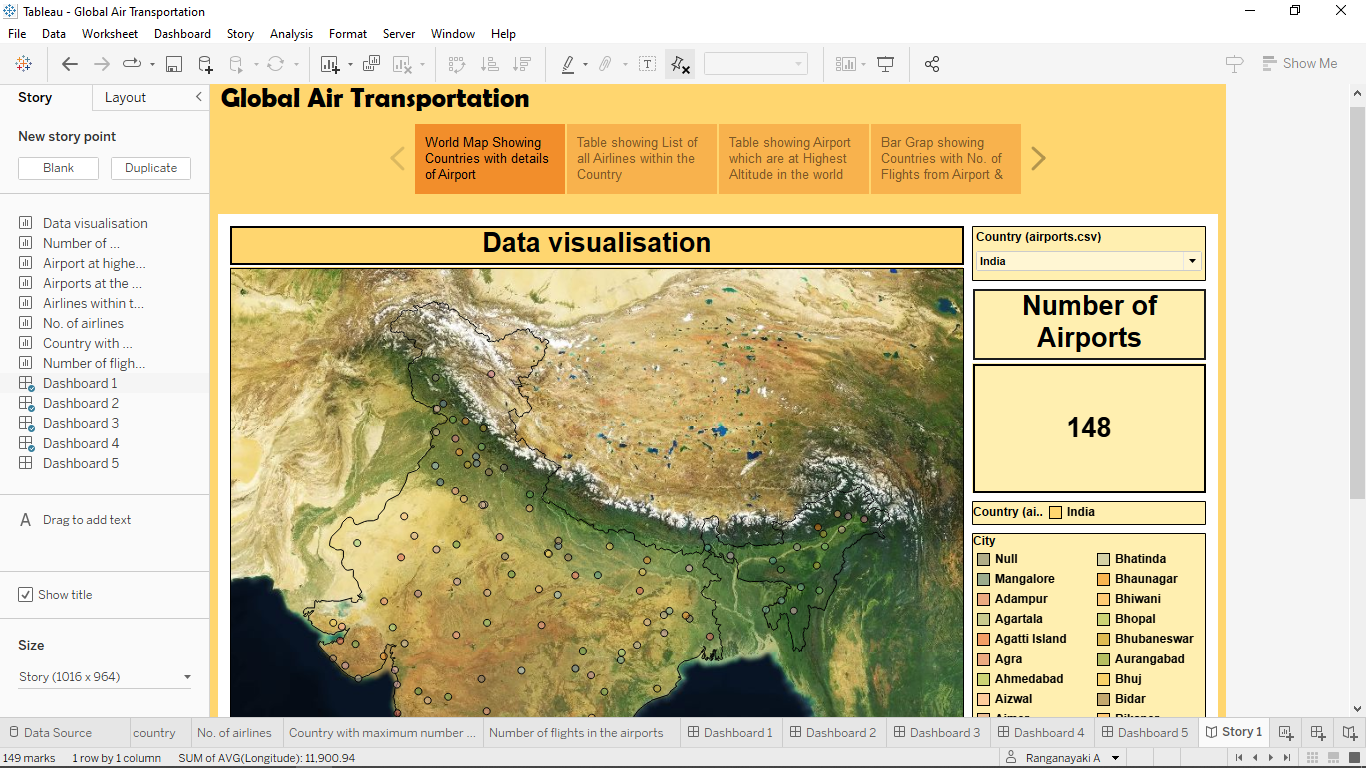 Tableau - Global Air Transportation
File Data Worksheet Dashboard Story Analysis Format Server Window Help
Show Me
Story Layout
New story point
Blank Duplicate
Data visualisation
Number of ...
Airport at highe...
Airports at the ...
Airlines within t...
No. of airlines
Country with ...
Number of fligh...
Dashboard 1
Dashboard 2
Dashboard 3
Dashboard 4
Dashboard 5
A Drag to add text
Show title
Size
Story (1016 x 964)
Global Air Transportation
World Map Showing
Countries with details
of Airport
Table showing List of
all Airlines within the
Country
Table showing Airport
which are at Highest
Altitude in the world
Bar Grap showing
Countries with No. of
Flights from Airport &
Data visualisation
Country (airports.csv)
India
Number of
Airports
148
Country (ai.. India
City
Null Bhatinda
Mangalore Bhaunagar
Adampur Bhiwani
Agartala Bhopal
Agatti Island Bhubaneswar
Agra Aurangabad
Ahmedabad Bhuj
Aizwal Bidar
Data Source country No. of airlines Country with maximum number ... Number of flights in the airports Dashboard 1 Dashboard 2 Dashboard 3 Dashboard 4 Dashboard 5 Story 1
149 marks 1 row by 1 column SUM of AVG(Longitude): 11,900.94 Ranganayaki A